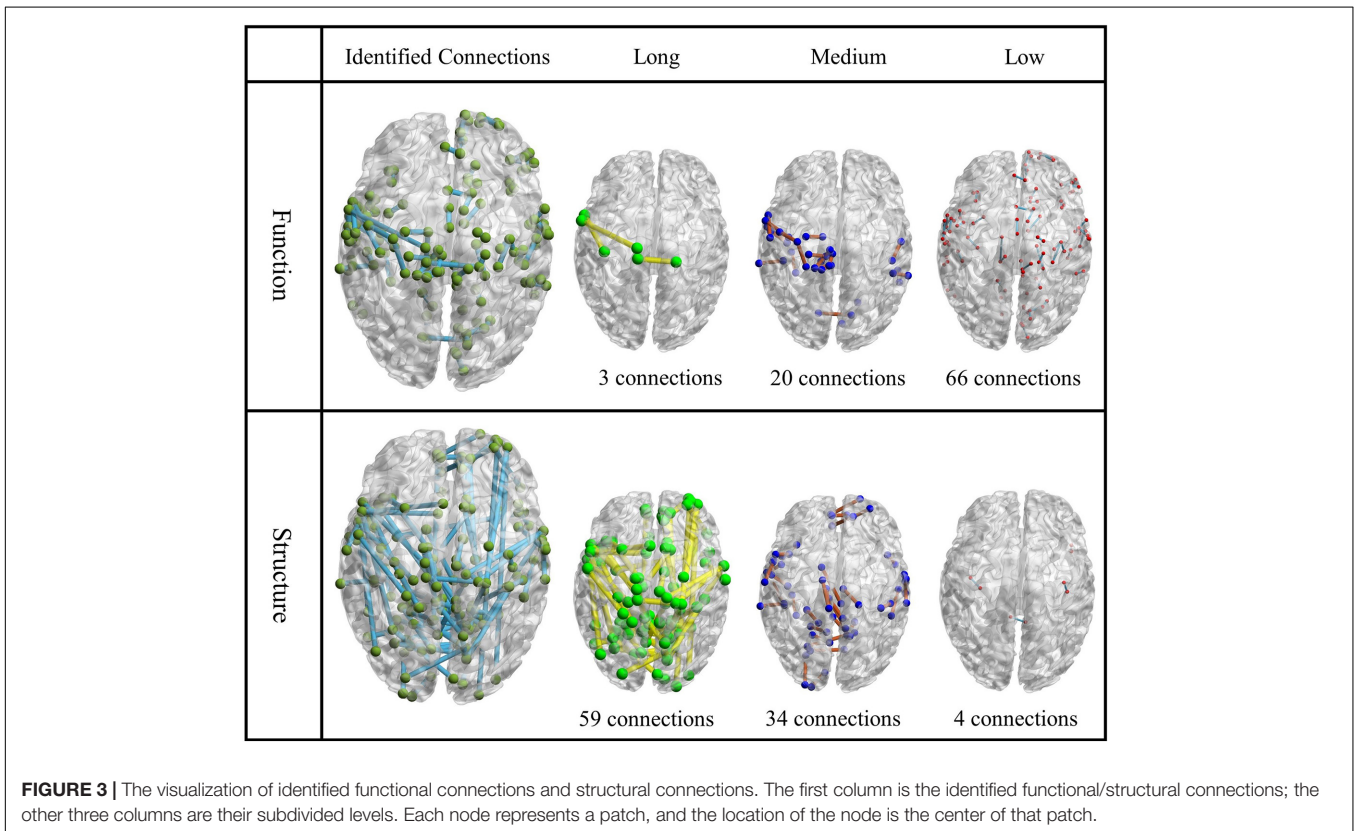 Identified Connections Long Medium Low
Function
3 connections 20 connections 66 connections
Structure
59 connections 34 connections 4 connections
FIGURE 3 | The visualization of identified functional connections and structural connections. The first column is the identified functional/structural connections; the
other three columns are their subdivided levels. Each node represents a patch, and the location of the node is the center of that patch.